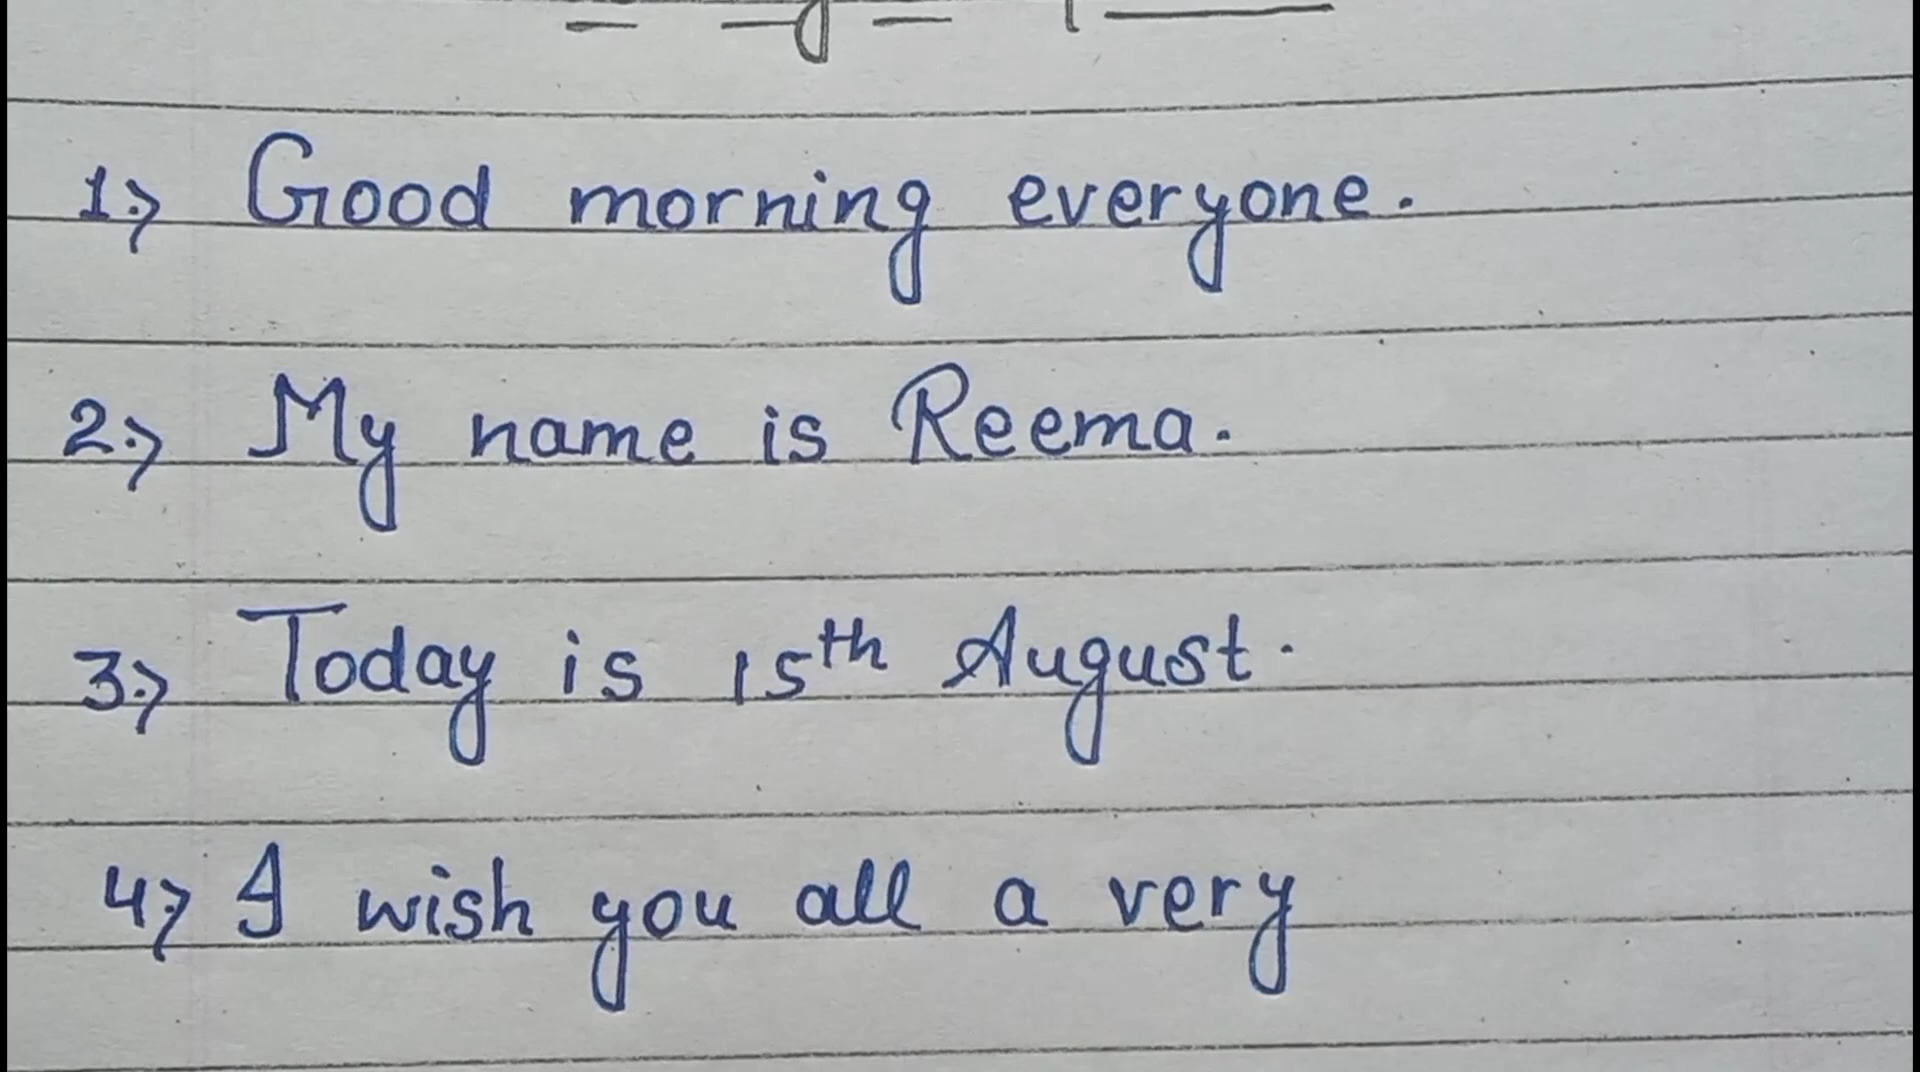 1.) Good morning everyone.
2.) My name is Reema.
3.) Today is 15th August.
4.) I wish you all a very